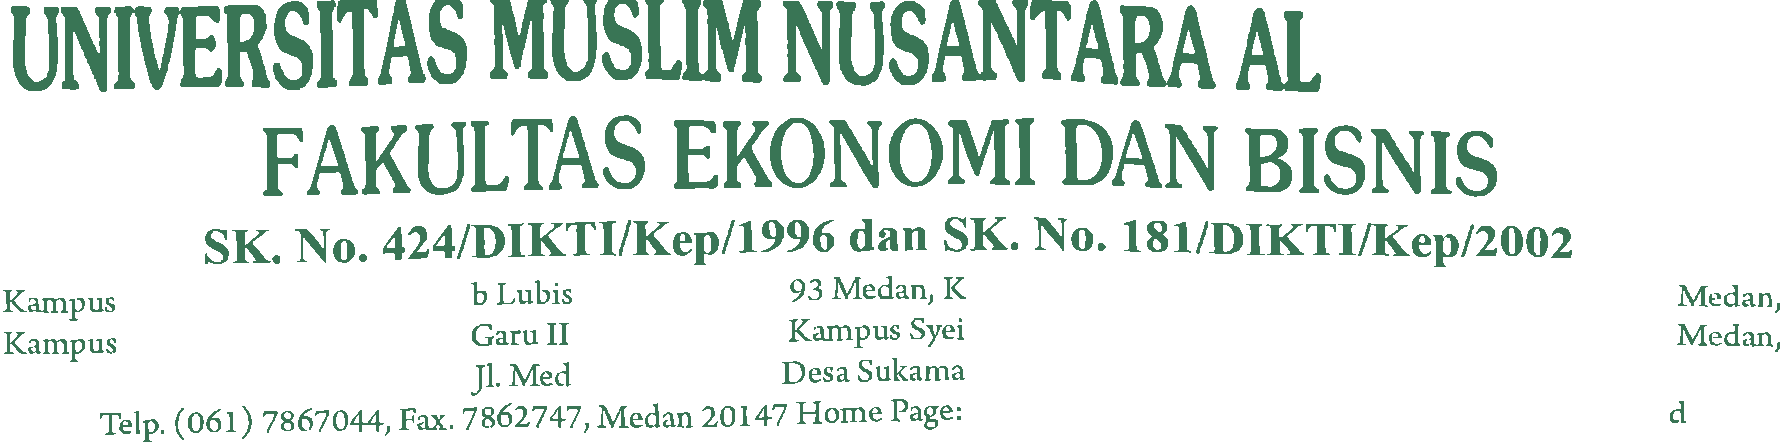 UNIVERSITAS MUSLIM NUSANTARA AL
FAKULTAS EKONOMI DAN BISNIS
SK. No. 424/DIKTI/Kep/1996 dan SK. No. 181/DIKTI/Kep/2002
Kampus b Lubis 93 Medan, K Medan,
Kampus Garu II Kampus Syei Medan,
Jl. Med Desa Sukama
Telp. (061) 7867044, Fax. 7862747, Medan 20147 Home Page: d